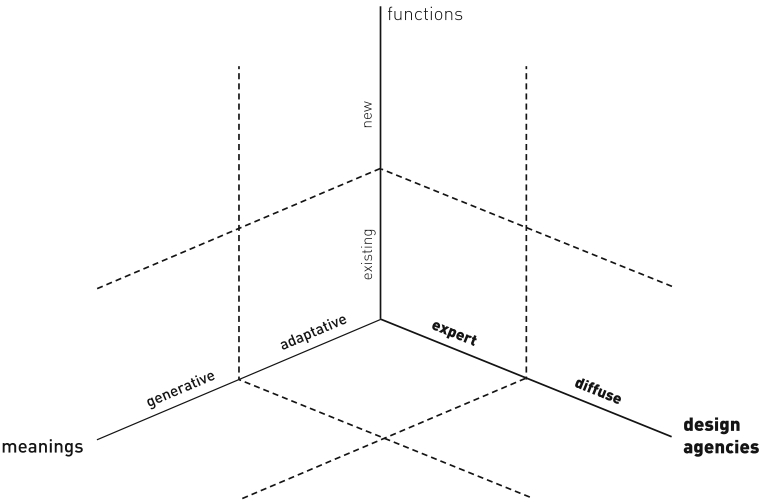 functions
new
existing
adaptative
expert
generative
diffuse
meanings
design
agencies